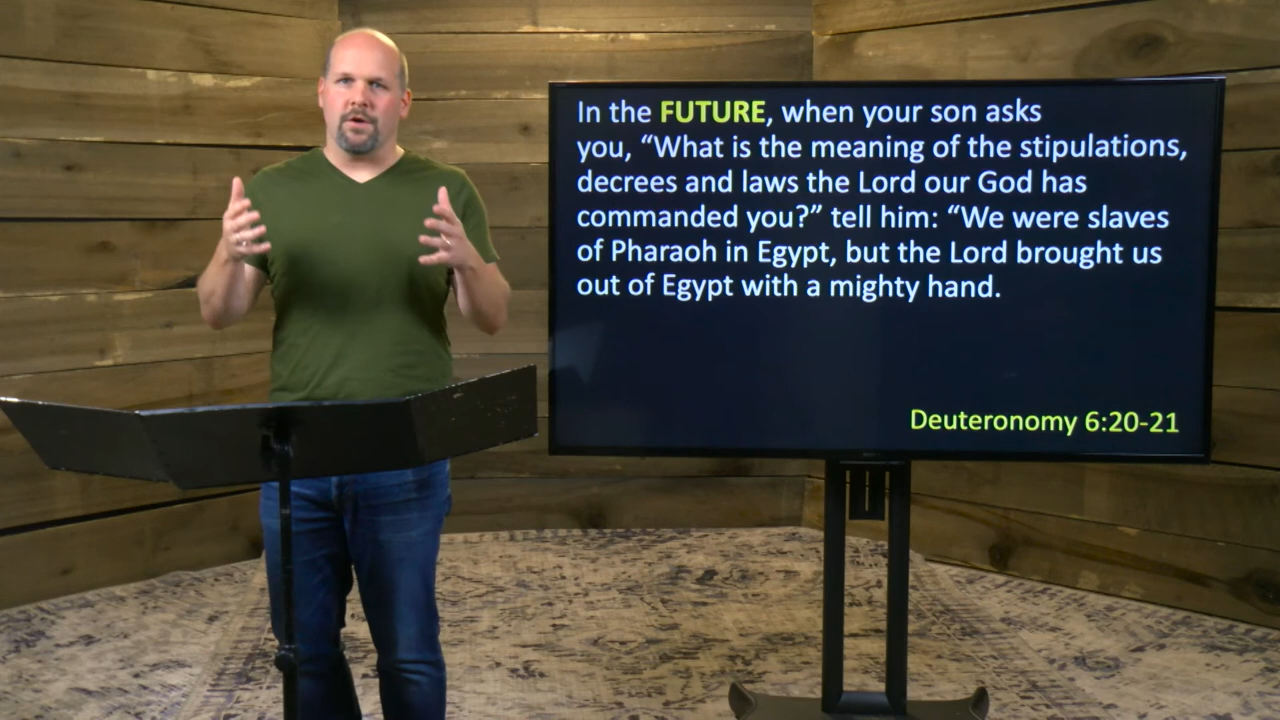 In the FUTURE, when your son asks
you, “What is the meaning of the stipulations,
decrees and laws the Lord our God has
commanded you?” tell him: “We were slaves
of Pharaoh in Egypt, but the Lord brought us
out of Egypt with a mighty hand.
Deuteronomy 6:20-21